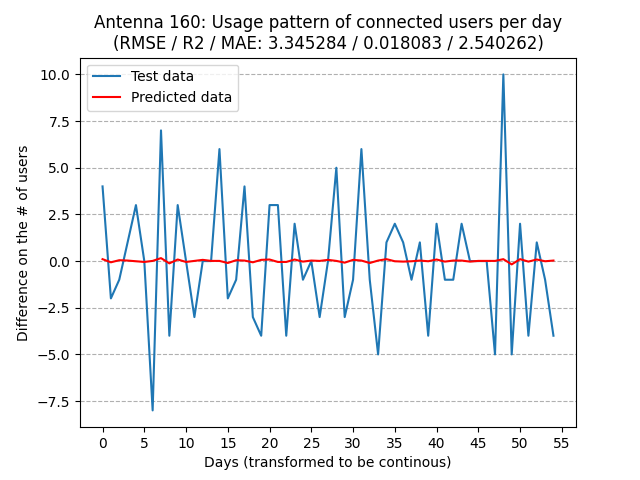 Antenna 160: Usage pattern of connected users per day
(RMSE / R2 / MAE: 3.345284 / 0.018083 / 2.540262)
Test data
Predicted data
Difference on the # of users
10.0
7.5
5.0
2.5
0.0
−2.5
−5.0
−7.5
0 5 10 15 20 25 30 35 40 45 50 55
Days (transformed to be continous)